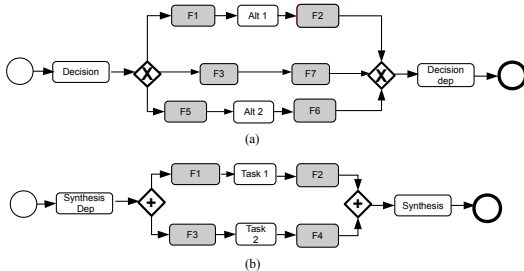 F1
Alt 1
F2
Decision
X
F3
F7
X
Decision
dep
F5
Alt 2
F6
(a)
F1
Task 1
F2
Synthesis
Dep
+
+
Synthesis
F3
Task
2
F4
(b)